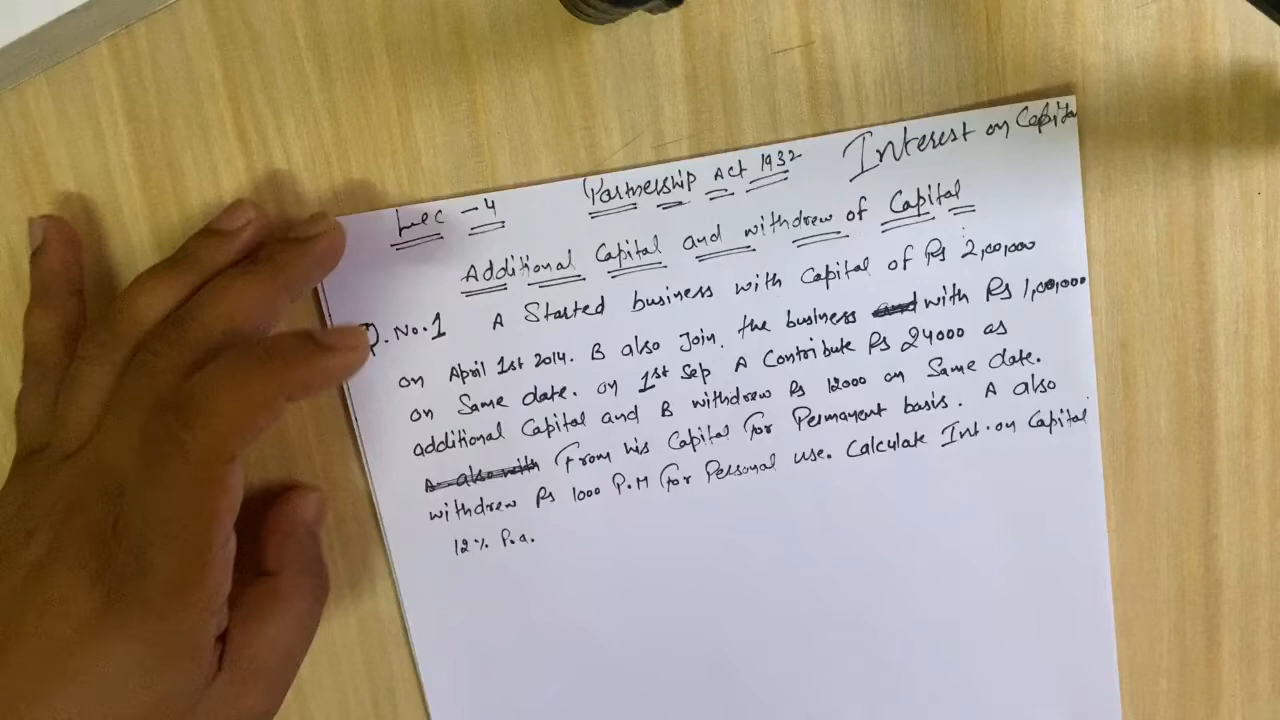 Lec - 4 Partnership Act 1932 Interest on Capita
Additional Capital and withdrew of Capital
Q. No. 1 A Started business with Capital of Rs 2,00,000
on April 1st 2014. B also Join. the business with Rs 1,00,000
on Same date. on 1st Sep A Contribute Rs 24000 as
additional Capital and B withdrew Rs 12000 on Same date.
from his Capital for Permanent basis. A also
withdrew Rs 1000 P.M for Personal use. Calculate Int. on Capital
12% P.a.